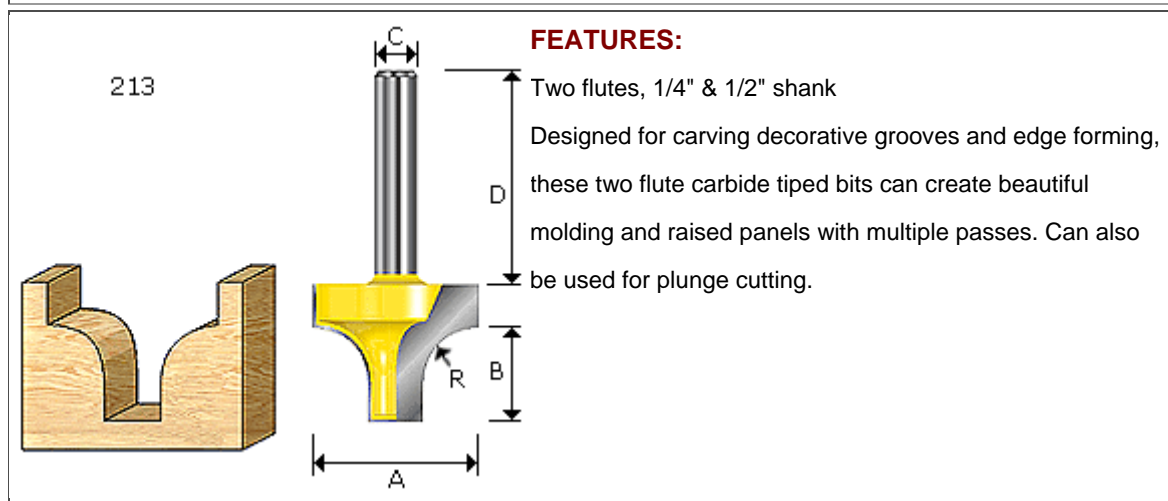 213
C
D
R
B
A
FEATURES:
Two flutes, 1/4" & 1/2" shank
Designed for carving decorative grooves and edge forming,
these two flute carbide tiped bits can create beautiful
molding and raised panels with multiple passes. Can also
be used for plunge cutting.